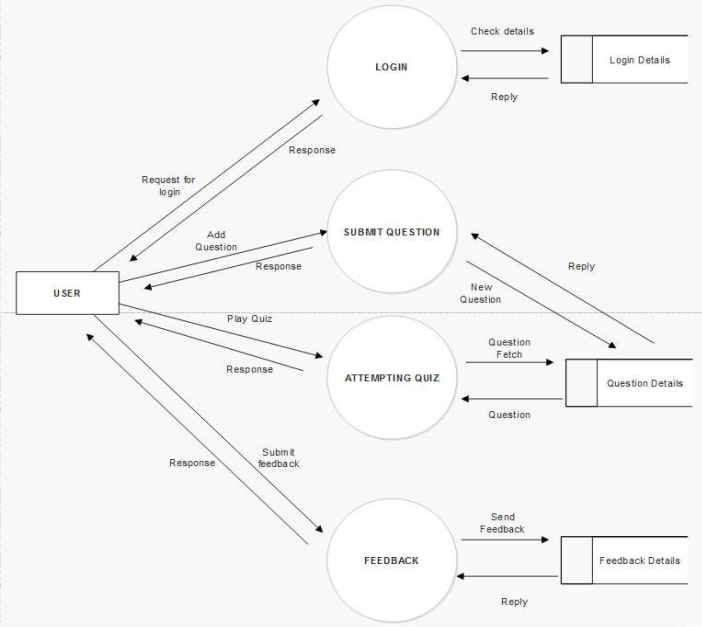 Check details
LOGIN
Login Details
Reply
Response
Request for
login
Add
Question
SUBMIT QUESTION
Response
Reply
USER
New
Question
Play Quiz
Question
Fetch
Response
ATTEMPTING QUIZ
Question Details
Question
Submit
feedback
Response
Send
Feedback
FEEDBACK
Feedback Details
Reply